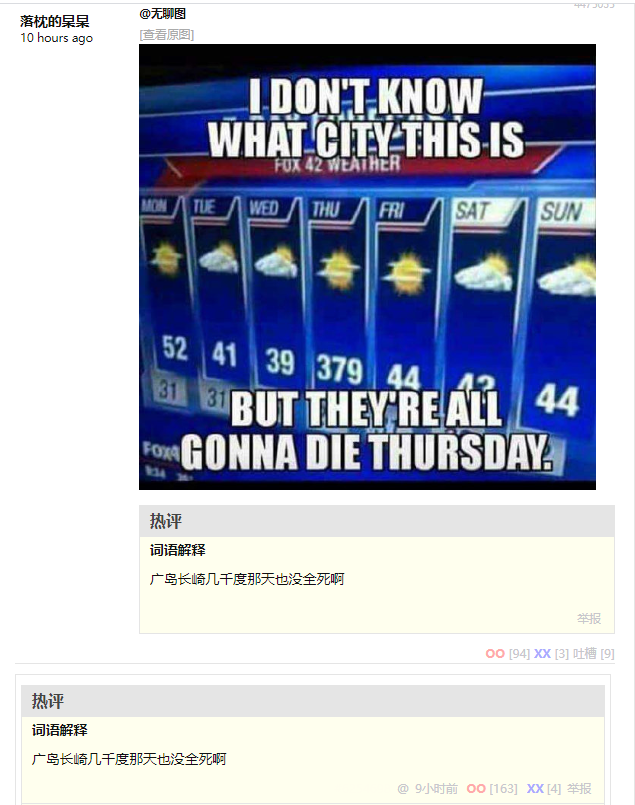 落枕的呆呆
10 hours ago
@无聊图
[查看原图]
I DON'T KNOW
WHAT CITY THIS IS
FOX 42 WEATHER
MON TUE WED THU FRI SAT SUN
52 41 39 379 44 42 44
31 31
BUT THEY'RE ALL
GONNA DIE THURSDAY.
热评
词语解释
广岛长崎几千度那天也没全死啊
举报
OO [94] XX [3] 吐槽 [9]
热评
词语解释
广岛长崎几千度那天也没全死啊
@ 9小时前 OO [163] XX [4] 举报